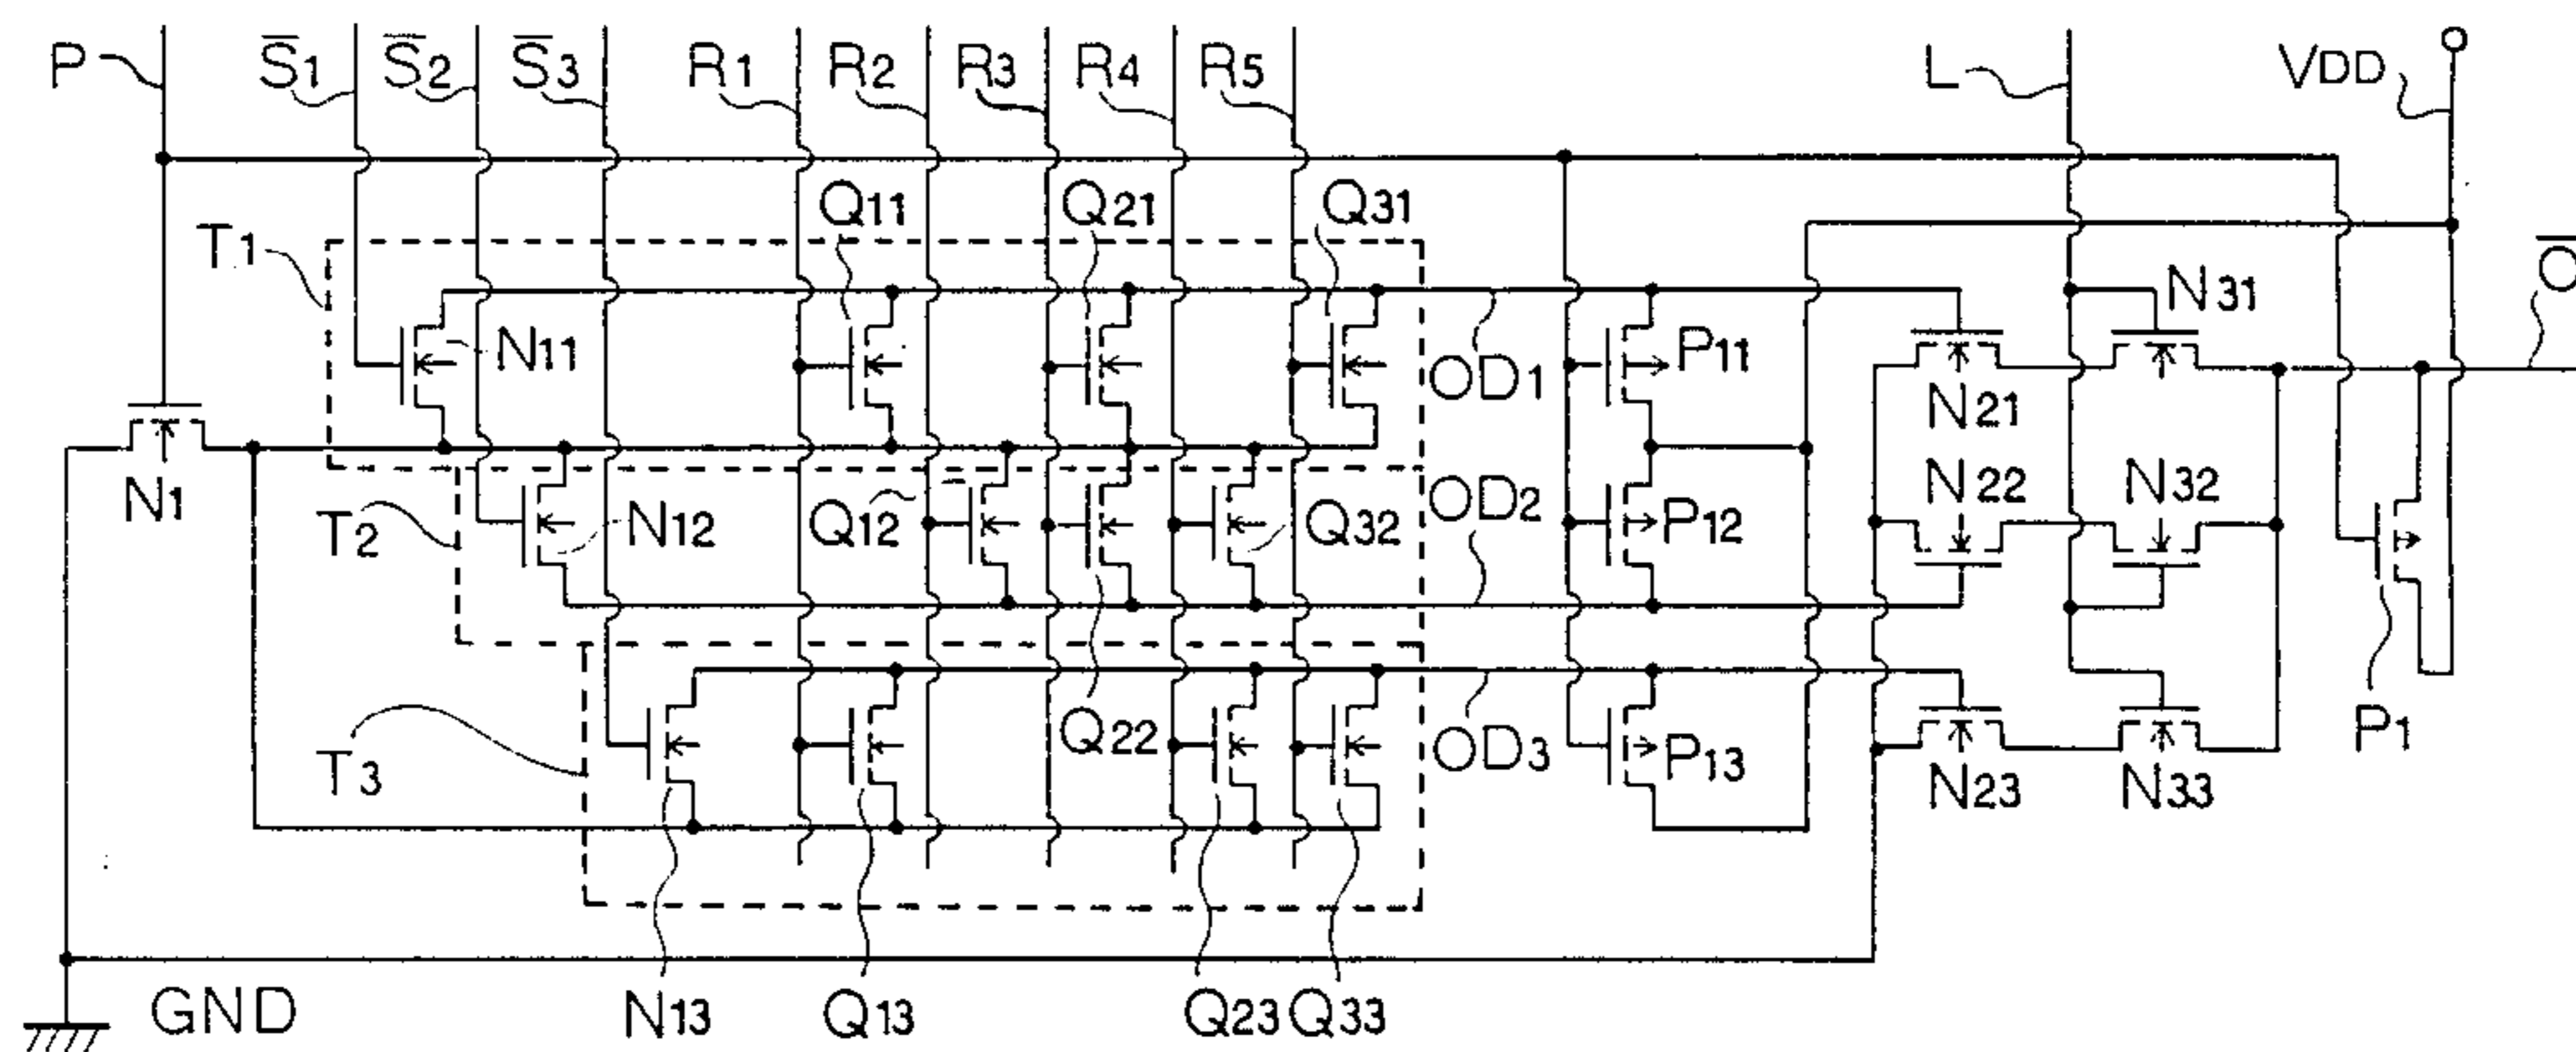 P S̅1 S̅2 S̅3 R1 R2 R3 R4 R5 L VDD
T1 Q11 Q21 Q31 O̅
N11 OD1 P11 N21 N31
N1 T2 N12 Q12 Q32 OD2 P12 N22 N32
T3 Q22 OD3 P13 N23 N33 P1
GND N13 Q13 Q23 Q33